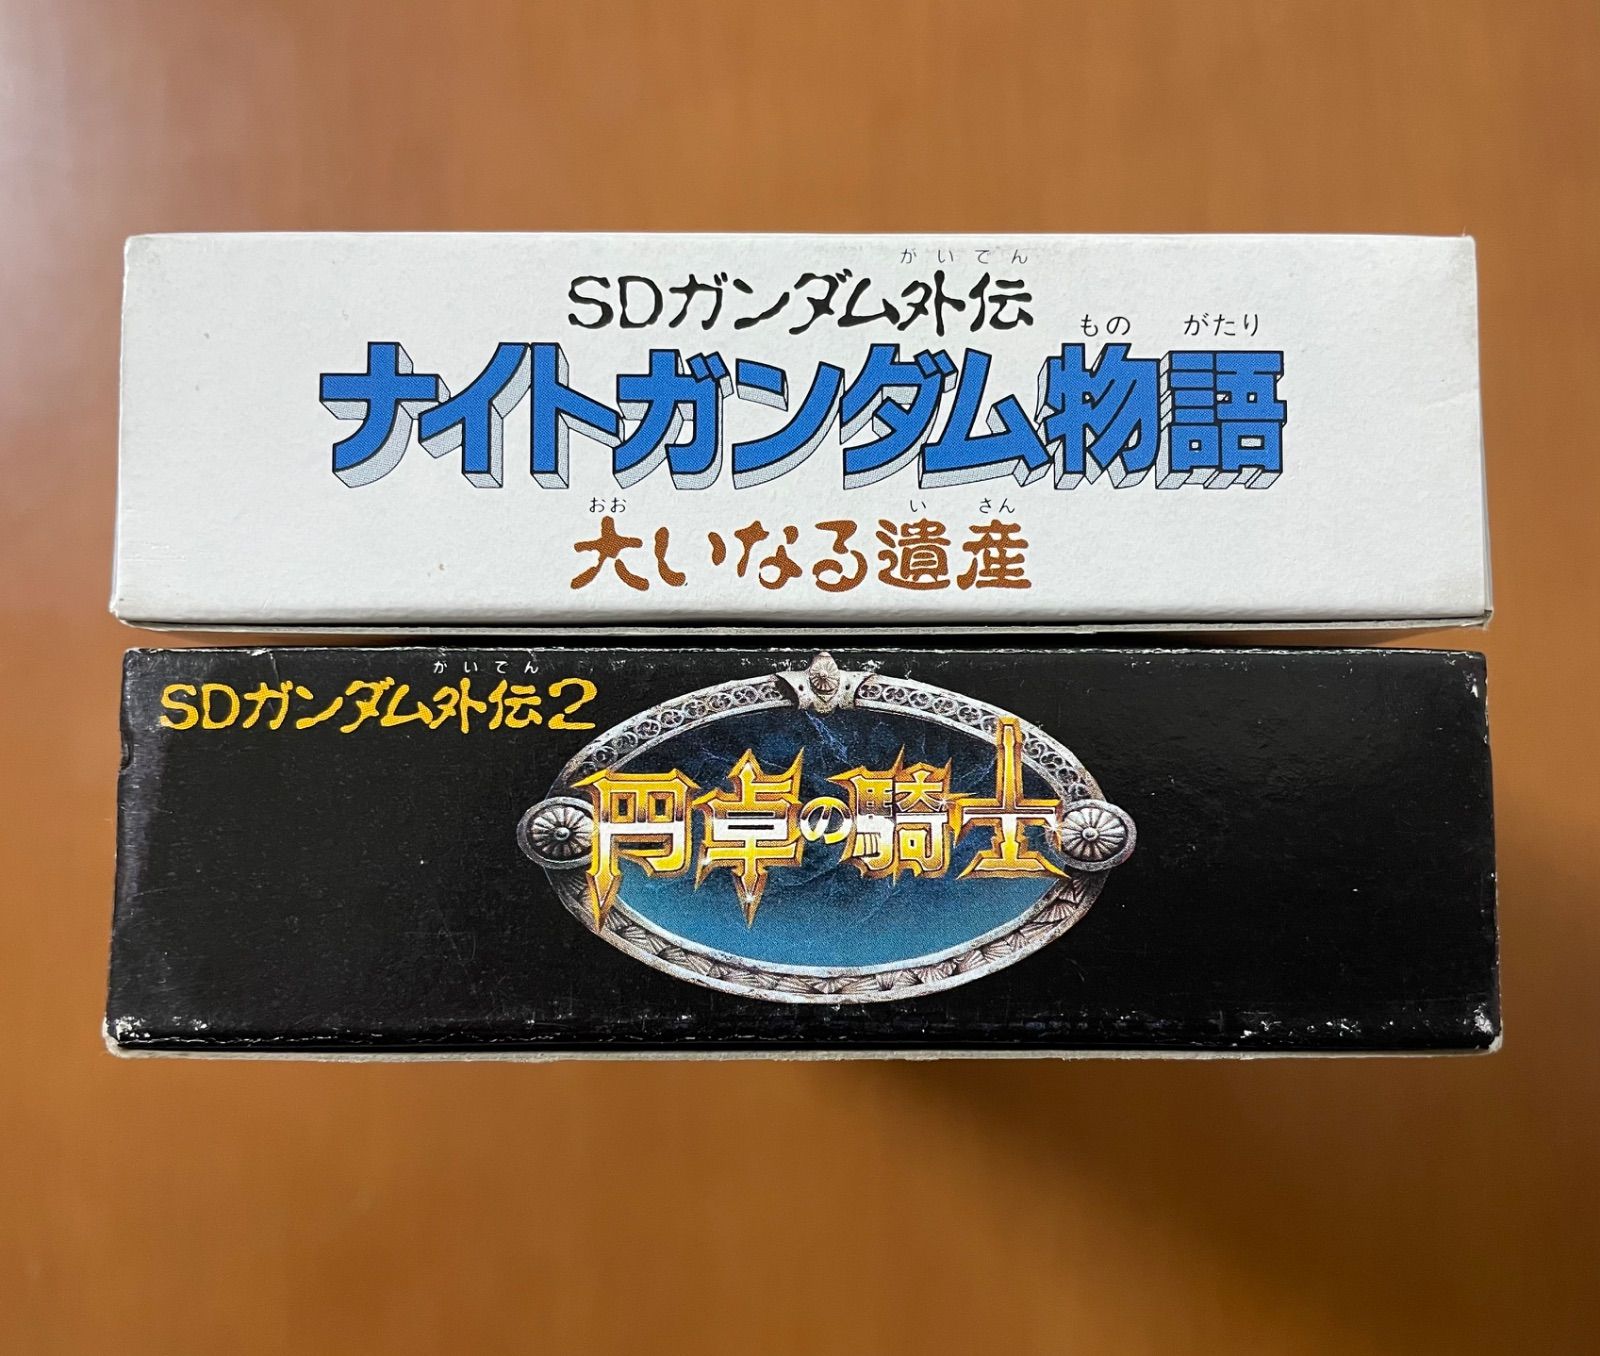 がいでん
SDガンダム外伝
もの がたり
ナイトガンダム物語
おお い さん
大いなる遺産
がいでん
SDガンダム外伝2
円卓の騎士